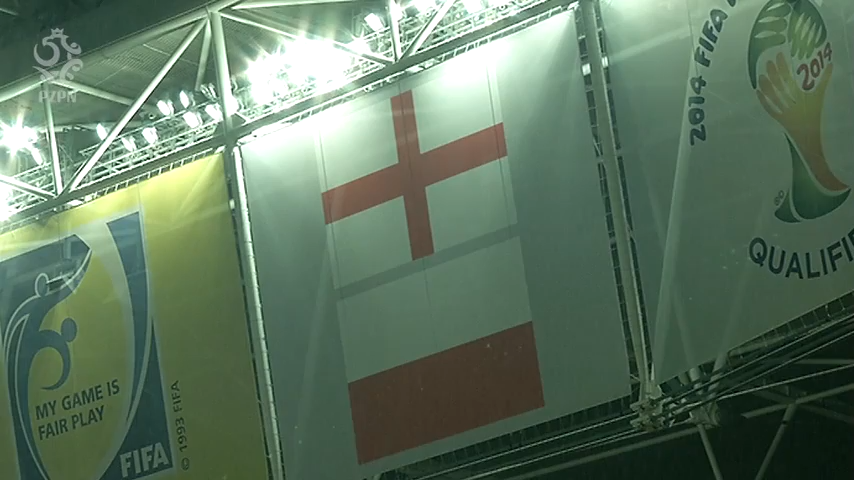 PZPN
MY GAME IS
FAIR PLAY
FIFA
© 1993 FIFA
2014 FIFA
2014
QUALIFI